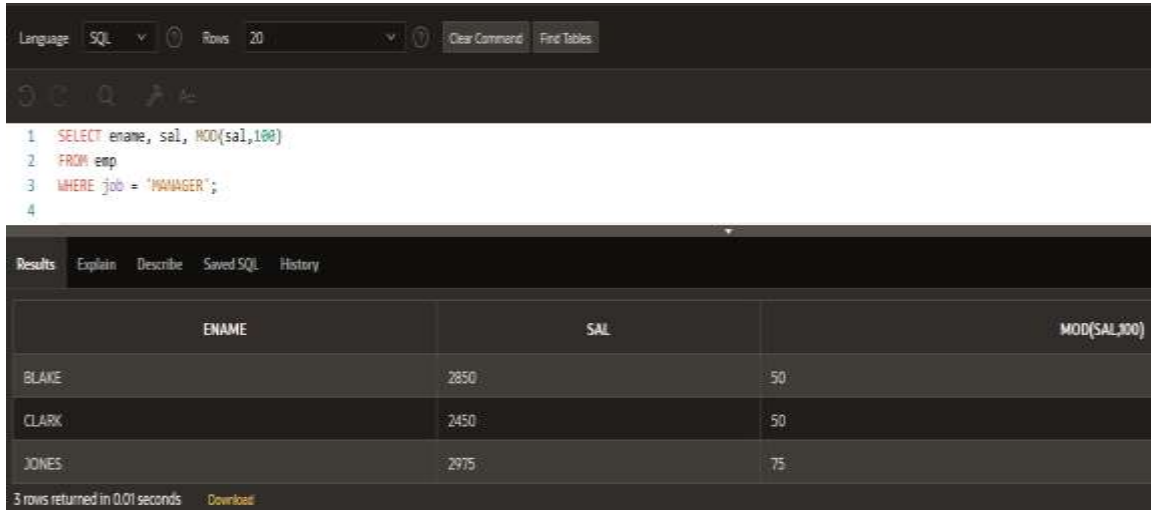 Language SQL Rows 20 Clear Command Find Tables
1 SELECT ename, sal, MOD(sal,100)
2 FROM emp
3 WHERE job = 'MANAGER';
4
Results Explain Describe Saved SQL History
ENAME SAL MOD(SAL,100)
BLAKE 2850 50
CLARK 2450 50
JONES 2975 75
3 rows returned in 0.01 seconds Download